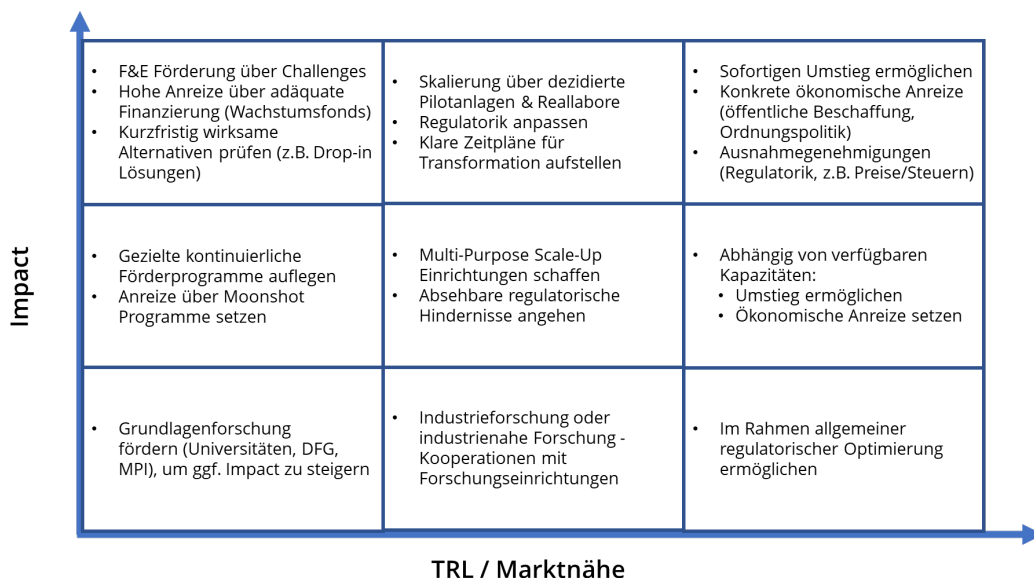 • F&E Förderung über Challenges
• Hohe Anreize über adäquate
Finanzierung (Wachstumsfonds)
• Kurzfristig wirksame
Alternativen prüfen (z.B. Drop-in
Lösungen)
• Skalierung über dezidierte
Pilotanlagen & Reallabore
• Regulatorik anpassen
• Klare Zeitpläne für
Transformation aufstellen
• Sofortigen Umstieg ermöglichen
• Konkrete ökonomische Anreize
(öffentliche Beschaffung,
Ordnungspolitik)
• Ausnahmegenehmigungen
(Regulatorik, z.B. Preise/Steuern)
Impact
• Gezielte kontinuierliche
Förderprogramme auflegen
• Anreize über Moonshot
Programme setzen
• Multi-Purpose Scale-Up
Einrichtungen schaffen
• Absehbare regulatorische
Hindernisse angehen
• Abhängig von verfügbaren
Kapazitäten:
• Umstieg ermöglichen
• Ökonomische Anreize setzen
• Grundlagenforschung
fördern (Universitäten, DFG,
MPI), um ggf. Impact zu steigern
• Industrieforschung oder
industrienahe Forschung -
Kooperationen mit
Forschungseinrichtungen
• Im Rahmen allgemeiner
regulatorischer Optimierung
ermöglichen
TRL / Marktnähe